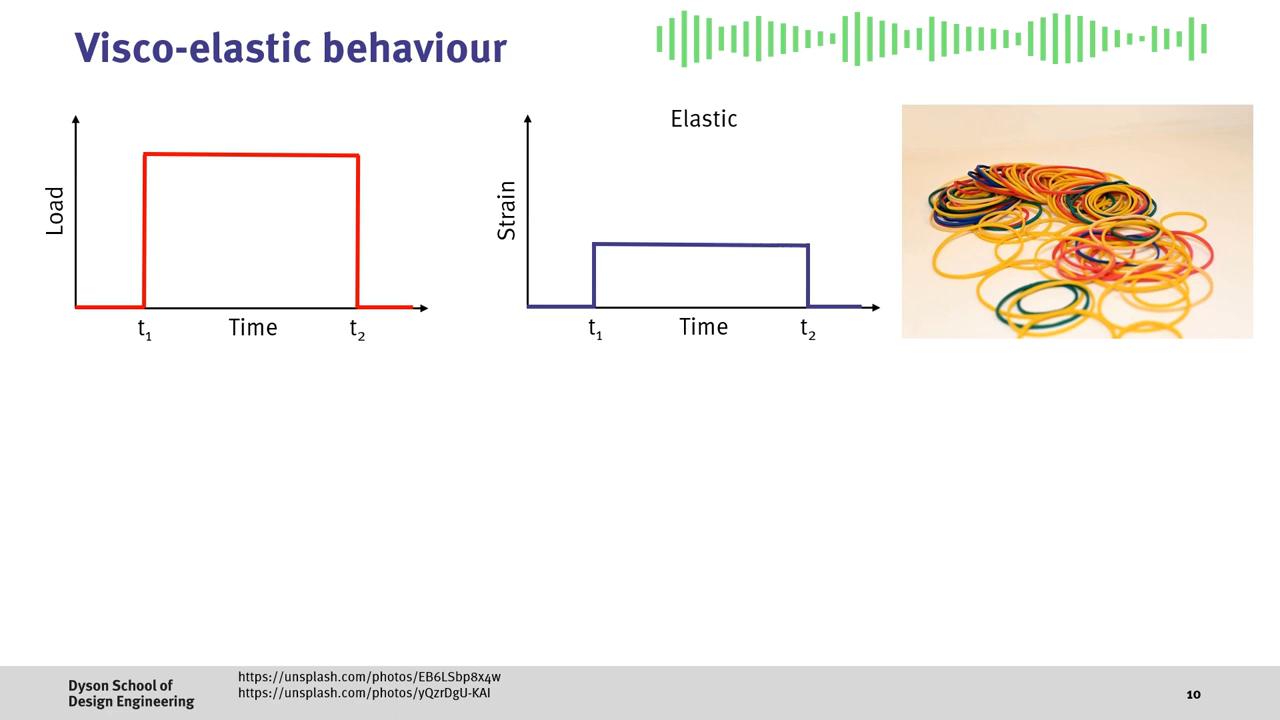 Visco-elastic behaviour
Load
t₁
Time
t₂
Elastic
Strain
t₁
Time
t₂
Dyson School of
Design Engineering
https://unsplash.com/photos/EB6LSbp8x4w
https://unsplash.com/photos/yQzrDgU-KAI
10